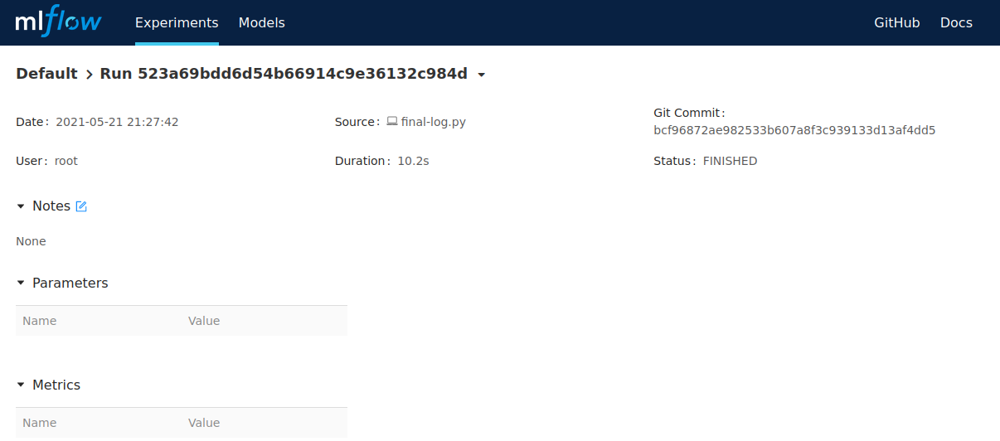 mlflow Experiments Models GitHub Docs
Default > Run 523a69bdd6d54b66914c9e36132c984d
Date: 2021-05-21 21:27:42
Source: final-log.py
Git Commit:
bcf96872ae982533b607a8f3c939133d13af4dd5
User: root
Duration: 10.2s
Status: FINISHED
Notes
None
Parameters
Name Value
Metrics
Name Value